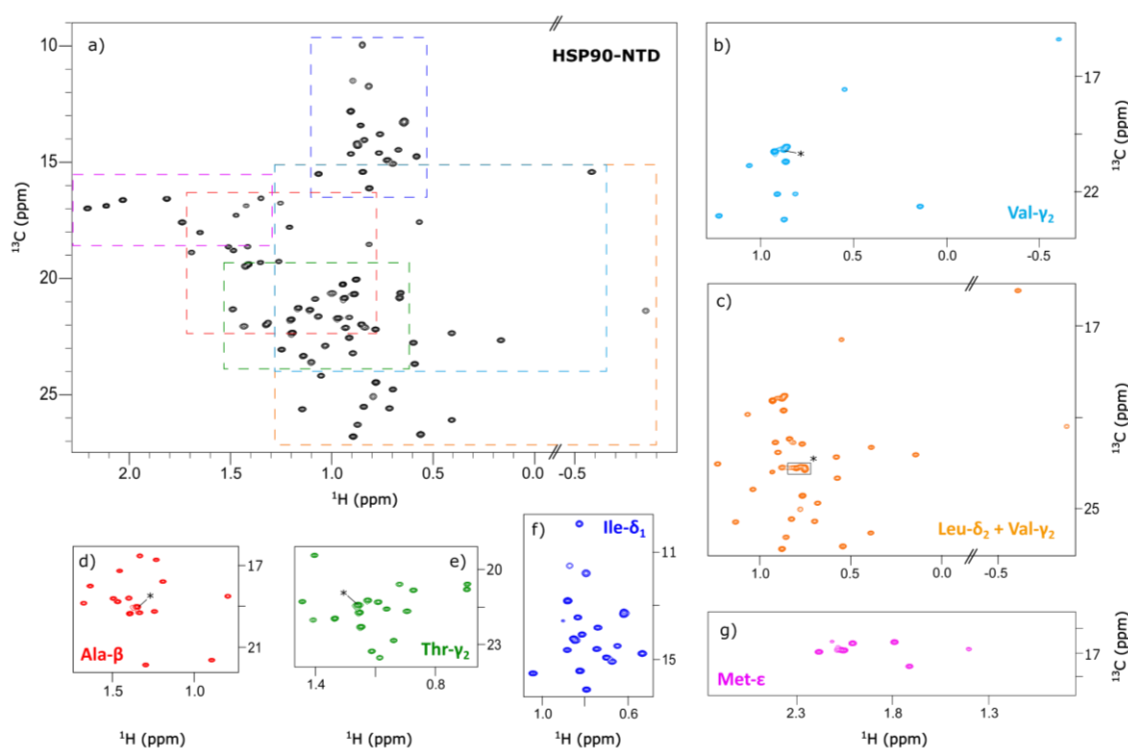 a)
HSP90-NTD
10
15
20
25
¹³C (ppm)
2.0
1.5
1.0
0.5
0.0
-0.5
¹H (ppm)
b)
17
22
¹³C (ppm)
*
Val-γ₂
1.0
0.5
0.0
-0.5
c)
17
25
¹³C (ppm)
*
Leu-δ₂ + Val-γ₂
1.0
0.5
0.0
-0.5
d)
17
21
*
Ala-β
1.5
1.0
¹H (ppm)
e)
20
23
*
Thr-γ₂
1.4
0.8
¹H (ppm)
f)
Ile-δ₁
11
15
1.0
0.6
¹H (ppm)
g)
17
¹³C (ppm)
Met-ε
2.3
1.8
1.3
¹H (ppm)